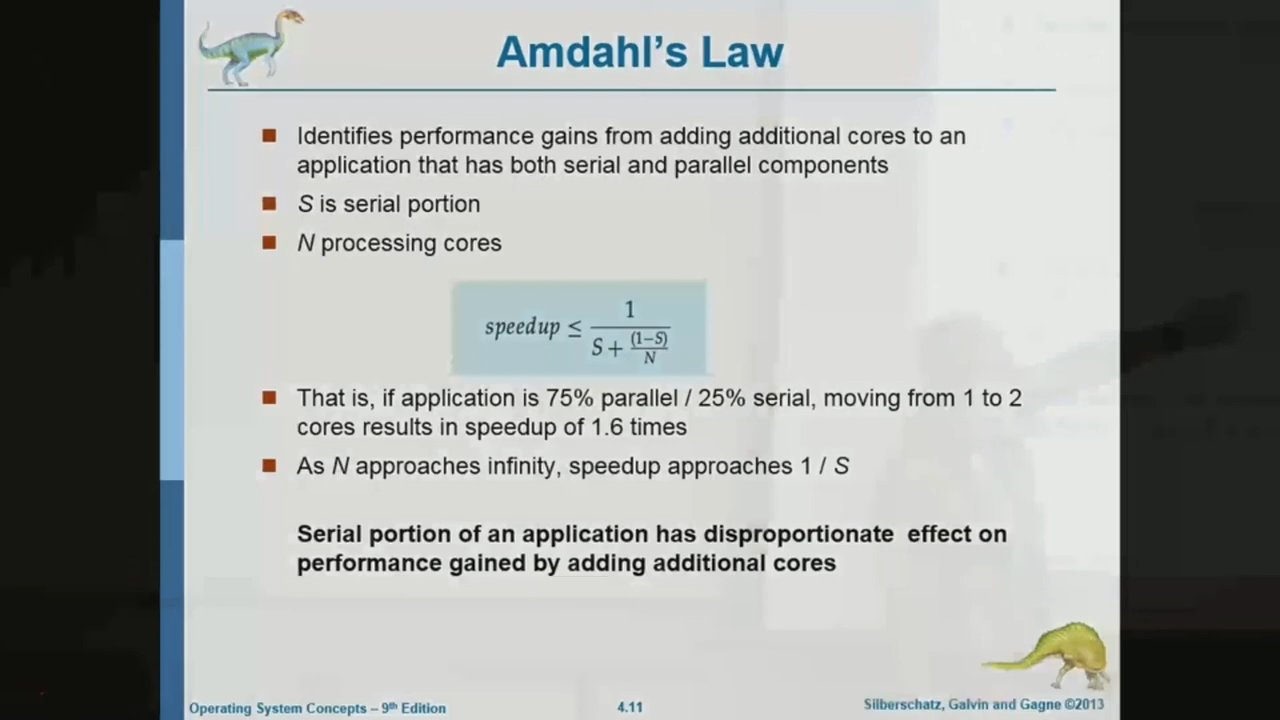 Amdahl's Law
Identifies performance gains from adding additional cores to an
application that has both serial and parallel components
S is serial portion
N processing cores
speedup ≤ 1 / (S + (1−S)/N)
That is, if application is 75% parallel / 25% serial, moving from 1 to 2
cores results in speedup of 1.6 times
As N approaches infinity, speedup approaches 1 / S
Serial portion of an application has disproportionate effect on
performance gained by adding additional cores
Operating System Concepts – 9th Edition
4.11
Silberschatz, Galvin and Gagne ©2013